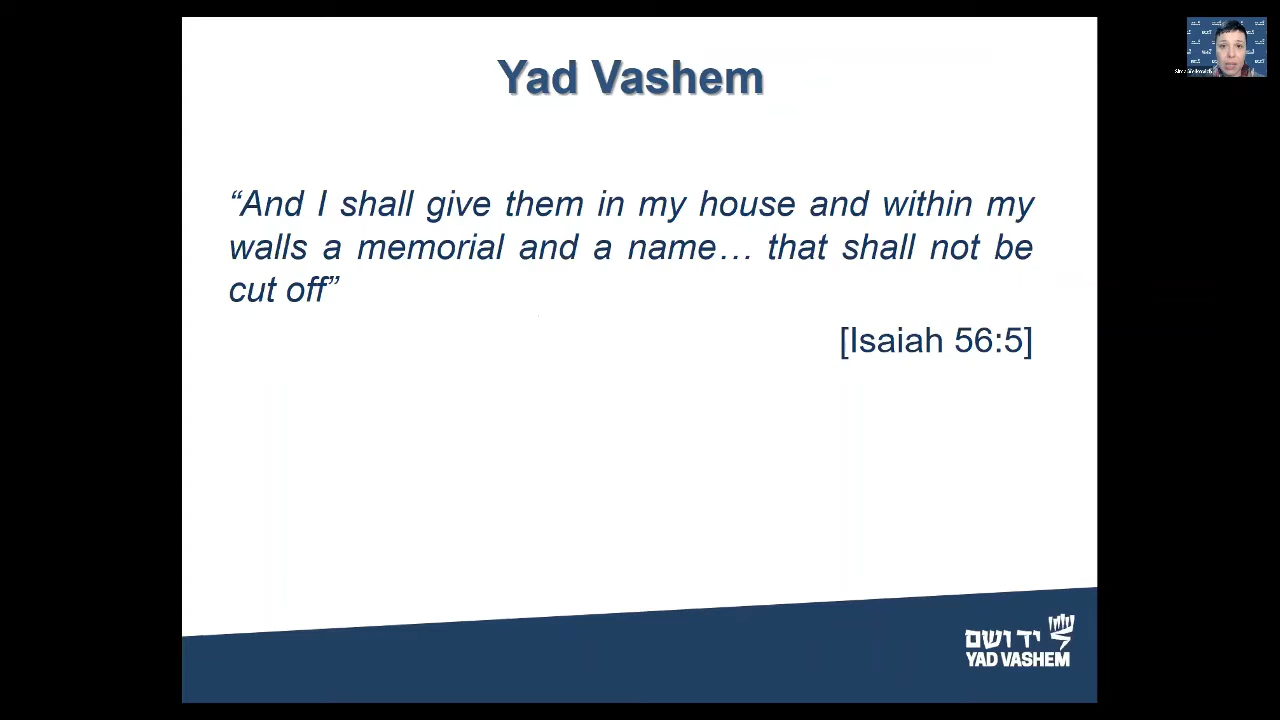 Yad Vashem
“And I shall give them in my house and within my
walls a memorial and a name… that shall not be
cut off”
[Isaiah 56:5]
יד ושם
YAD VASHEM